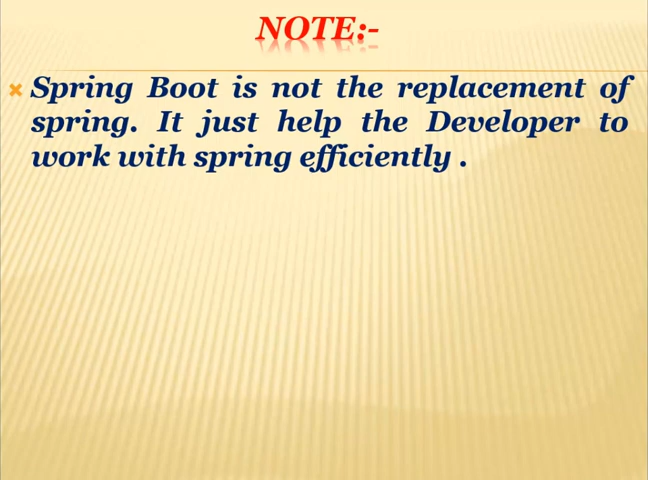 NOTE:-
Spring Boot is not the replacement of
spring. It just help the Developer to
work with spring efficiently .